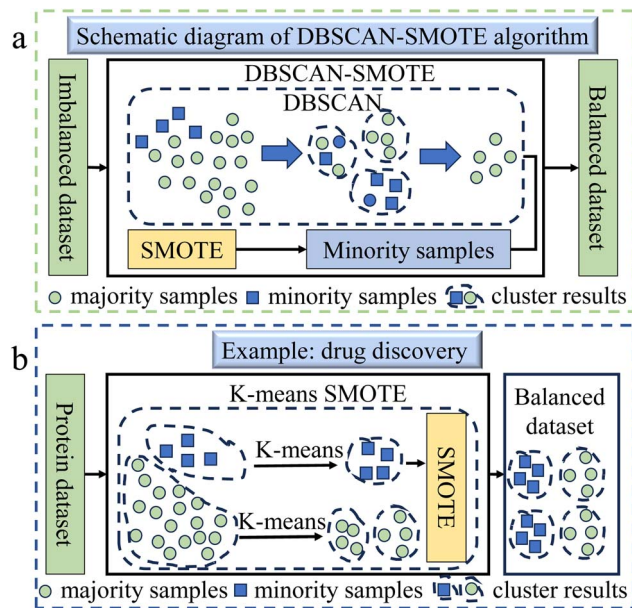 a
Schematic diagram of DBSCAN-SMOTE algorithm
Imbalanced dataset
DBSCAN-SMOTE
DBSCAN
SMOTE
Minority samples
Balanced dataset
majority samples
minority samples
cluster results
b
Example: drug discovery
Protein dataset
K-means SMOTE
K-means
K-means
SMOTE
Balanced
dataset
majority samples
minority samples
cluster results